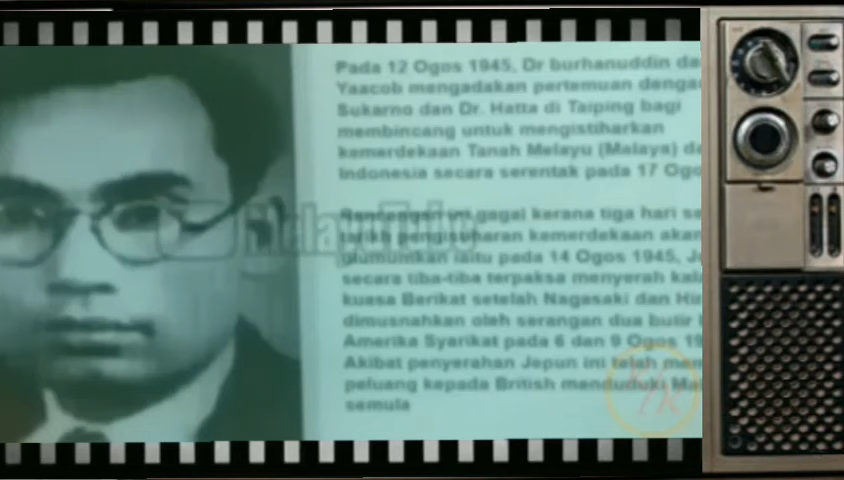 Pada 12 Ogos 1945, Dr burhanuddin da
Yaacob mengadakan pertemuan denga
Sukarno dan Dr. Hatta di Taiping bagi
membincang untuk mengistiharkan
kemerdekaan Tanah Melayu (Malaya) da
Indonesia secara serentak pada 17 Ogo
gagal kerana tiga hari se
kemerdekaan akan
diumumkan iaitu pada 14 Ogos 1945, J
secara tiba-tiba terpaksa menyerah kal
kuasa Berikat setelah Nagasaki dan Hir
dimusnahkan oleh serangan dua butir
Amerika Syarikat pada 6 dan 9 Ogos 19
Akibat penyerahan Jepun ini telah mem
peluang kepada British menduduki Ma
semula